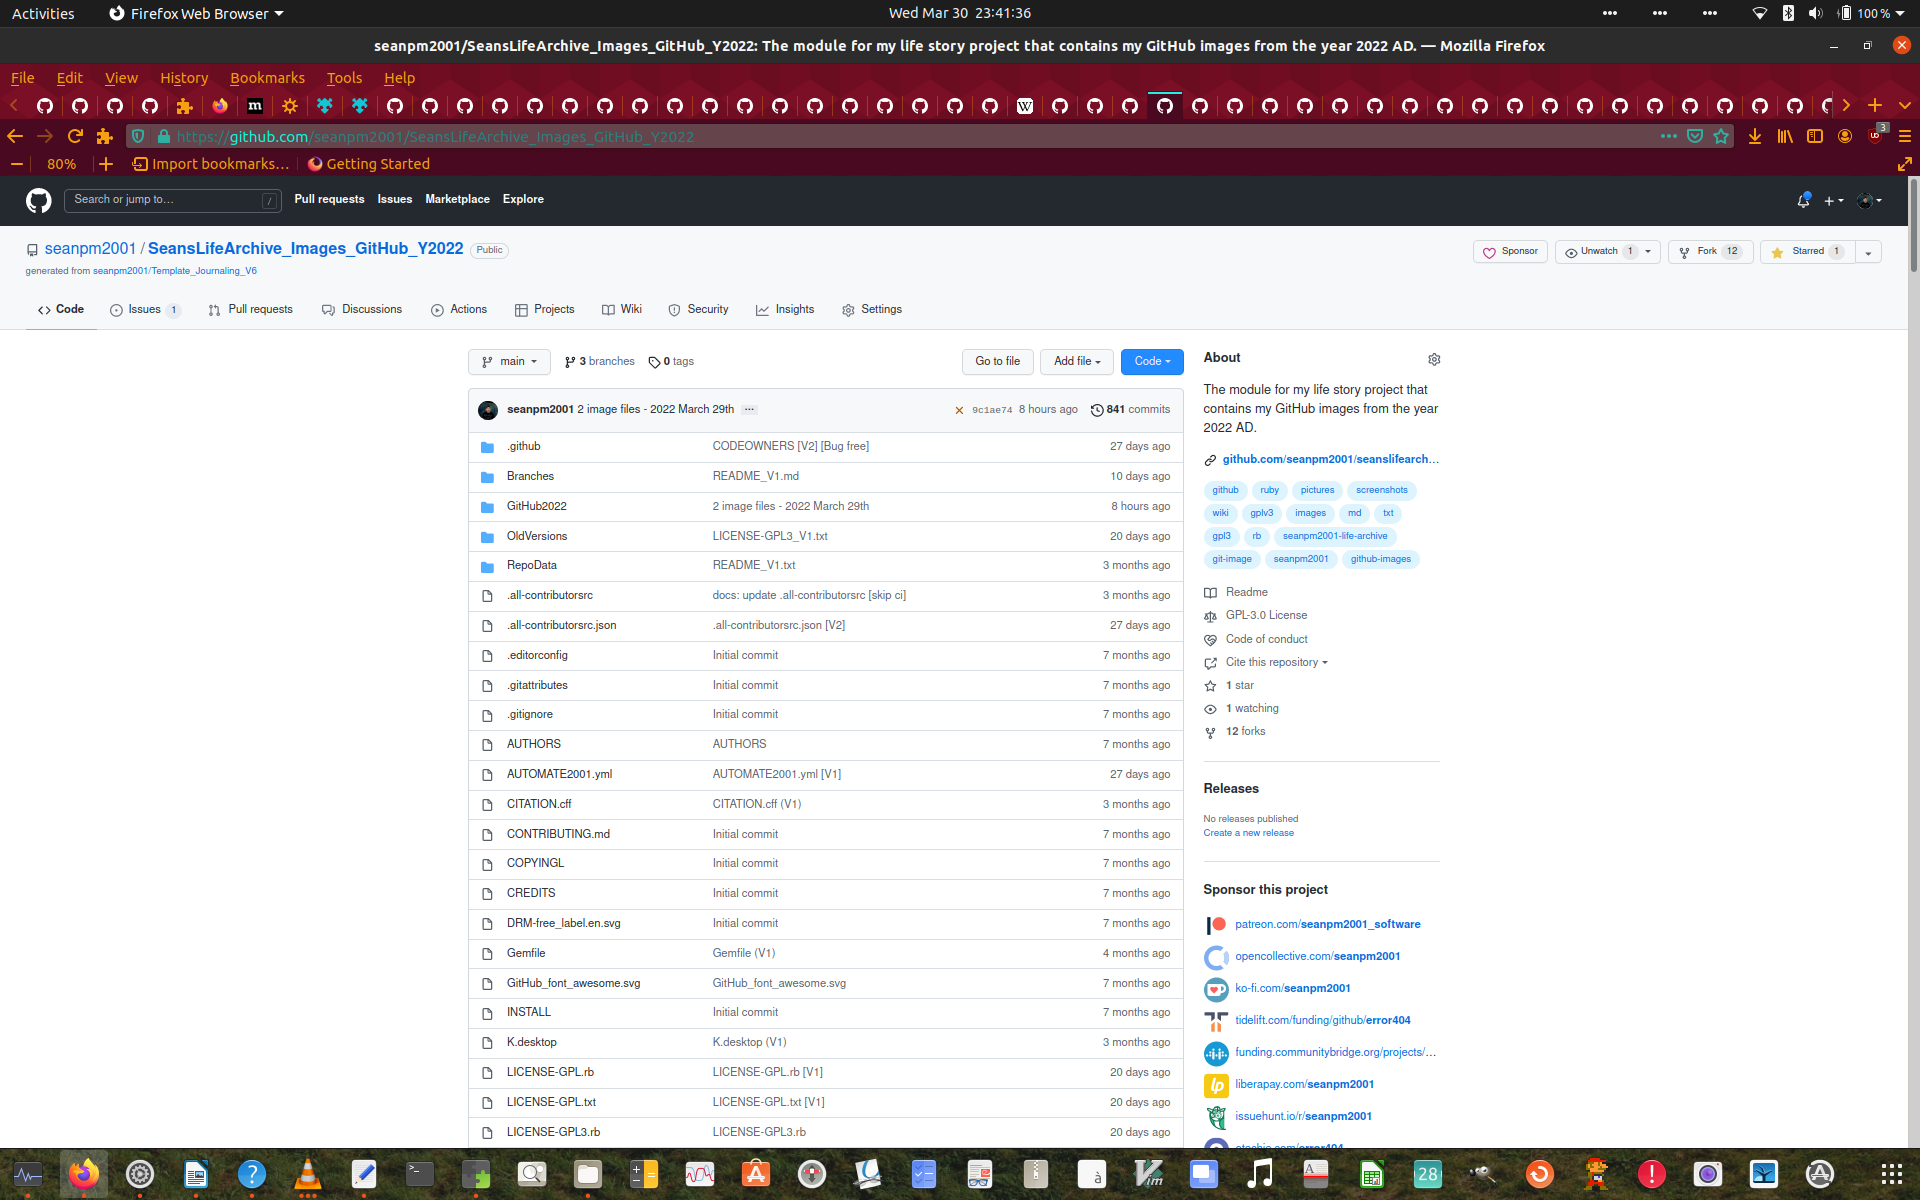 Activities Firefox Web Browser Wed Mar 30 23:41:36 100 %
seanpm2001/SeansLifeArchive_Images_GitHub_Y2022: The module for my life story project that contains my GitHub images from the year 2022 AD. — Mozilla Firefox
File Edit View History Bookmarks Tools Help
https://github.com/seanpm2001/SeansLifeArchive_Images_GitHub_Y2022 3
80% Import bookmarks... Getting Started
Search or jump to... / Pull requests Issues Marketplace Explore
seanpm2001 / SeansLifeArchive_Images_GitHub_Y2022 Public
Sponsor Unwatch 1 Fork 12 Starred 1
generated from seanpm2001/Template_Journaling_V6
Code Issues 1 Pull requests Discussions Actions Projects Wiki Security Insights Settings
main 3 branches 0 tags Go to file Add file Code
seanpm2001 2 image files - 2022 March 29th ... 9c1ae74 8 hours ago 841 commits
.github CODEOWNERS [V2] [Bug free] 27 days ago
Branches README_V1.md 10 days ago
GitHub2022 2 image files - 2022 March 29th 8 hours ago
OldVersions LICENSE-GPL3_V1.txt 20 days ago
RepoData README_V1.txt 3 months ago
.all-contributorsrc docs: update .all-contributorsrc [skip ci] 3 months ago
.all-contributorsrc.json .all-contributorsrc.json [V2] 27 days ago
.editorconfig Initial commit 7 months ago
.gitattributes Initial commit 7 months ago
.gitignore Initial commit 7 months ago
AUTHORS AUTHORS 7 months ago
AUTOMATE2001.yml AUTOMATE2001.yml [V1] 27 days ago
CITATION.cff CITATION.cff (V1) 3 months ago
CONTRIBUTING.md Initial commit 7 months ago
COPYINGL Initial commit 7 months ago
CREDITS Initial commit 7 months ago
DRM-free_label.en.svg Initial commit 7 months ago
Gemfile Gemfile (V1) 4 months ago
GitHub_font_awesome.svg GitHub_font_awesome.svg 7 months ago
INSTALL Initial commit 7 months ago
K.desktop K.desktop (V1) 3 months ago
LICENSE-GPL.rb LICENSE-GPL.rb [V1] 20 days ago
LICENSE-GPL.txt LICENSE-GPL.txt [V1] 20 days ago
LICENSE-GPL3.rb LICENSE-GPL3.rb 20 days ago
About
The module for my life story project that
contains my GitHub images from the year
2022 AD.
github.com/seanpm2001/seanslifearch...
github ruby pictures screenshots
wiki gplv3 images md txt
gpl3 rb seanpm2001-life-archive
git-image seanpm2001 github-images
Readme
GPL-3.0 License
Code of conduct
Cite this repository
1 star
1 watching
12 forks
Releases
No releases published
Create a new release
Sponsor this project
patreon.com/seanpm2001_software
opencollective.com/seanpm2001
ko-fi.com/seanpm2001
tidelift.com/funding/github/error404
funding.communitybridge.org/projects/...
liberapay.com/seanpm2001
issuehunt.io/r/seanpm2001
otechie.com/error404
28